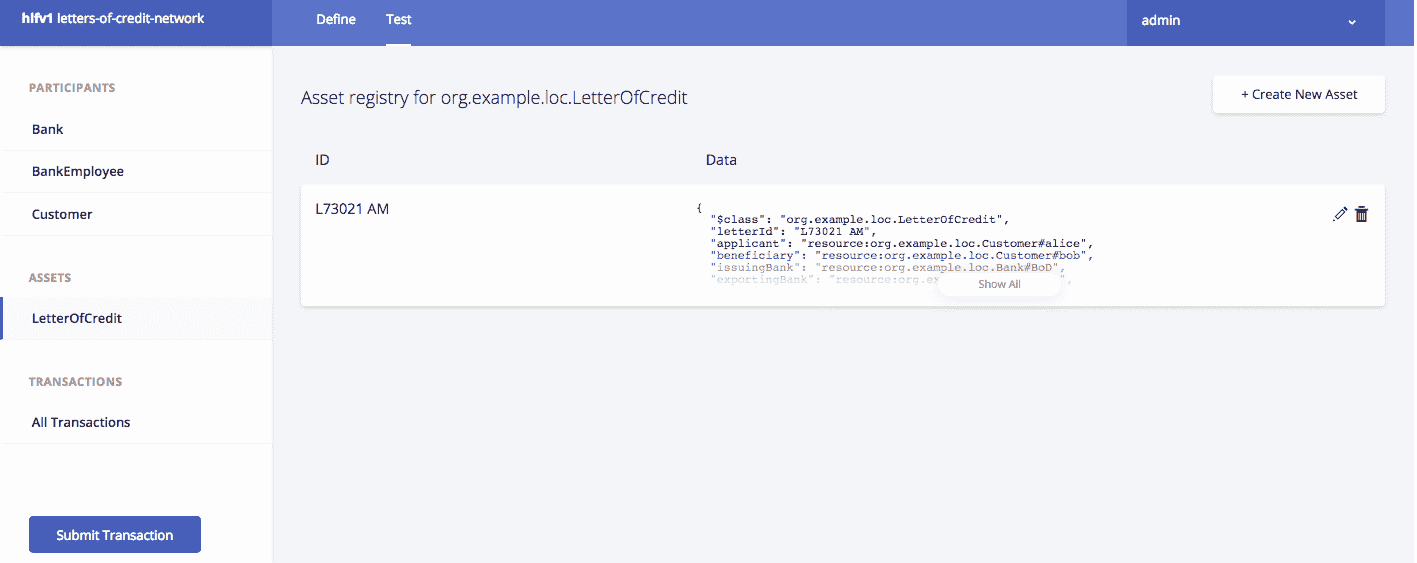 hlfv1 letters-of-credit-network
Define
Test
admin
PARTICIPANTS
Bank
BankEmployee
Customer
ASSETS
LetterOfCredit
TRANSACTIONS
All Transactions
Submit Transaction
Asset registry for org.example.loc.LetterOfCredit
+ Create New Asset
ID
Data
L73021 AM
{
"$class": "org.example.loc.LetterOfCredit",
"letterId": "L73021 AM",
"applicant": "resource:org.example.loc.Customer#alice",
"beneficiary": "resource:org.example.loc.Customer#bob",
"issuingBank": "resource:org.example.loc.Bank#BoD",
"exportingBank": "resource:org.ex
Show All